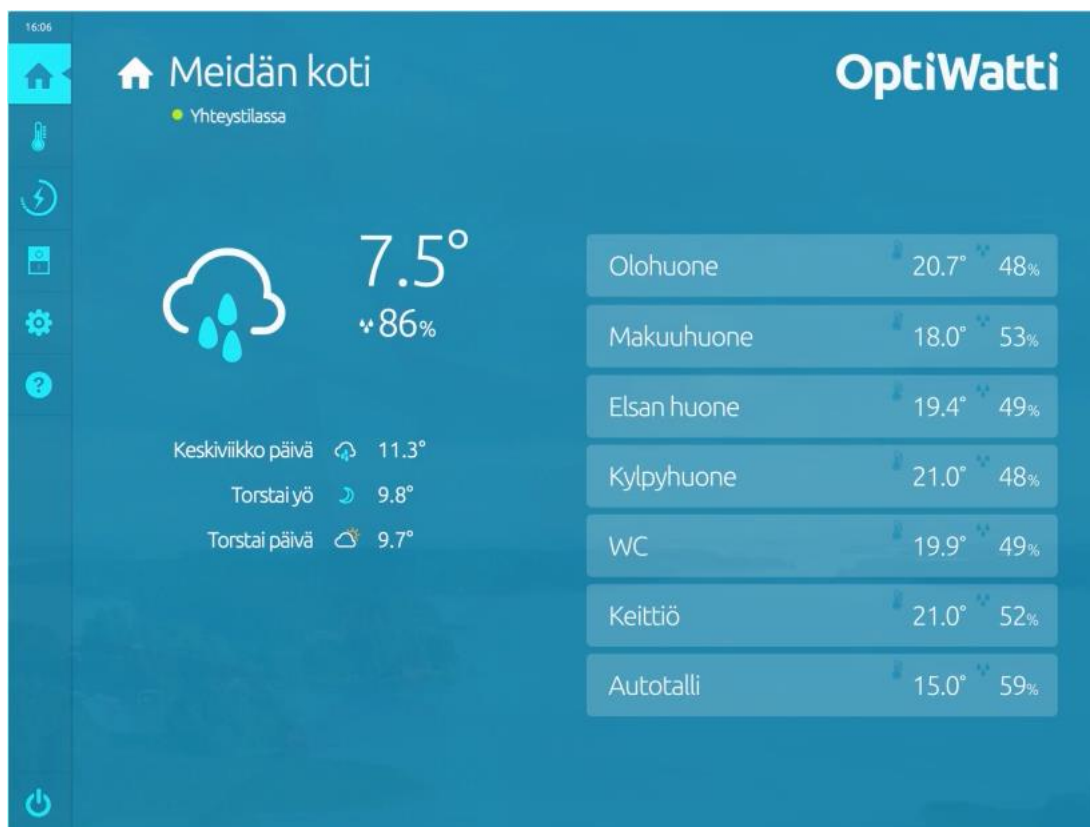 16:06
Meidän koti
OptiWatti
Yhteystilassa
7.5°
86%
Keskiviikko päivä 11.3°
Torstai yö 9.8°
Torstai päivä 9.7°
Olohuone 20.7° 48%
Makuuhuone 18.0° 53%
Elsan huone 19.4° 49%
Kylpyhuone 21.0° 48%
WC 19.9° 49%
Keittiö 21.0° 52%
Autotalli 15.0° 59%
?